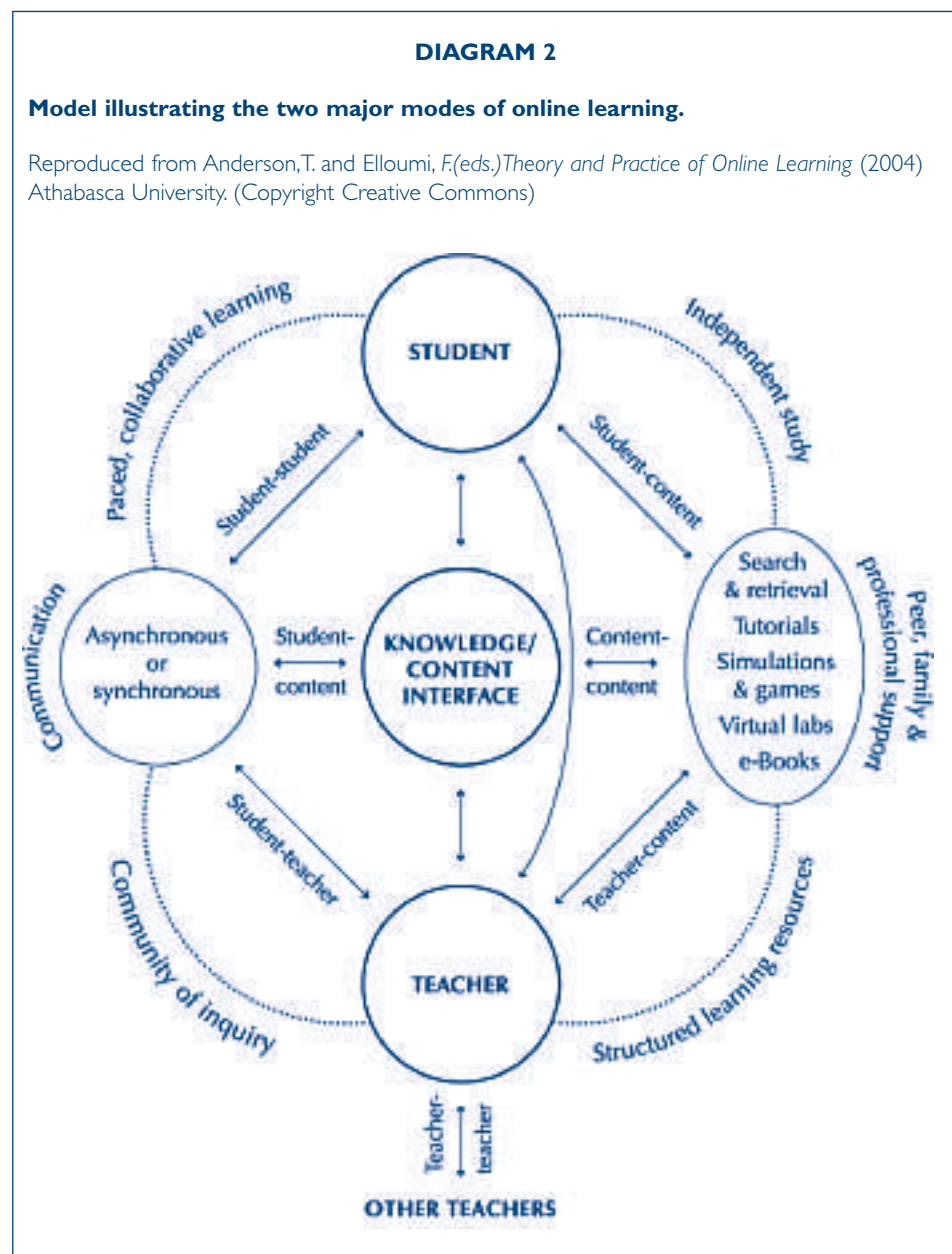 DIAGRAM 2
Model illustrating the two major modes of online learning.
Reproduced from Anderson,T. and Elloumi, F.(eds.)Theory and Practice of Online Learning (2004)
Athabasca University. (Copyright Creative Commons)
STUDENT
Paced, collaborative learning
Independent study
Student-student
Student-content
Communication
Asynchronous
or
synchronous
Student-
content
KNOWLEDGE/
CONTENT
INTERFACE
Content-
content
Search
& retrieval
Tutorials
Simulations
& games
Virtual labs
e-Books
Peer, family &
professional support
Student-teacher
Teacher-content
Community of inquiry
TEACHER
Structured learning resources
Teacher-
teacher
OTHER TEACHERS